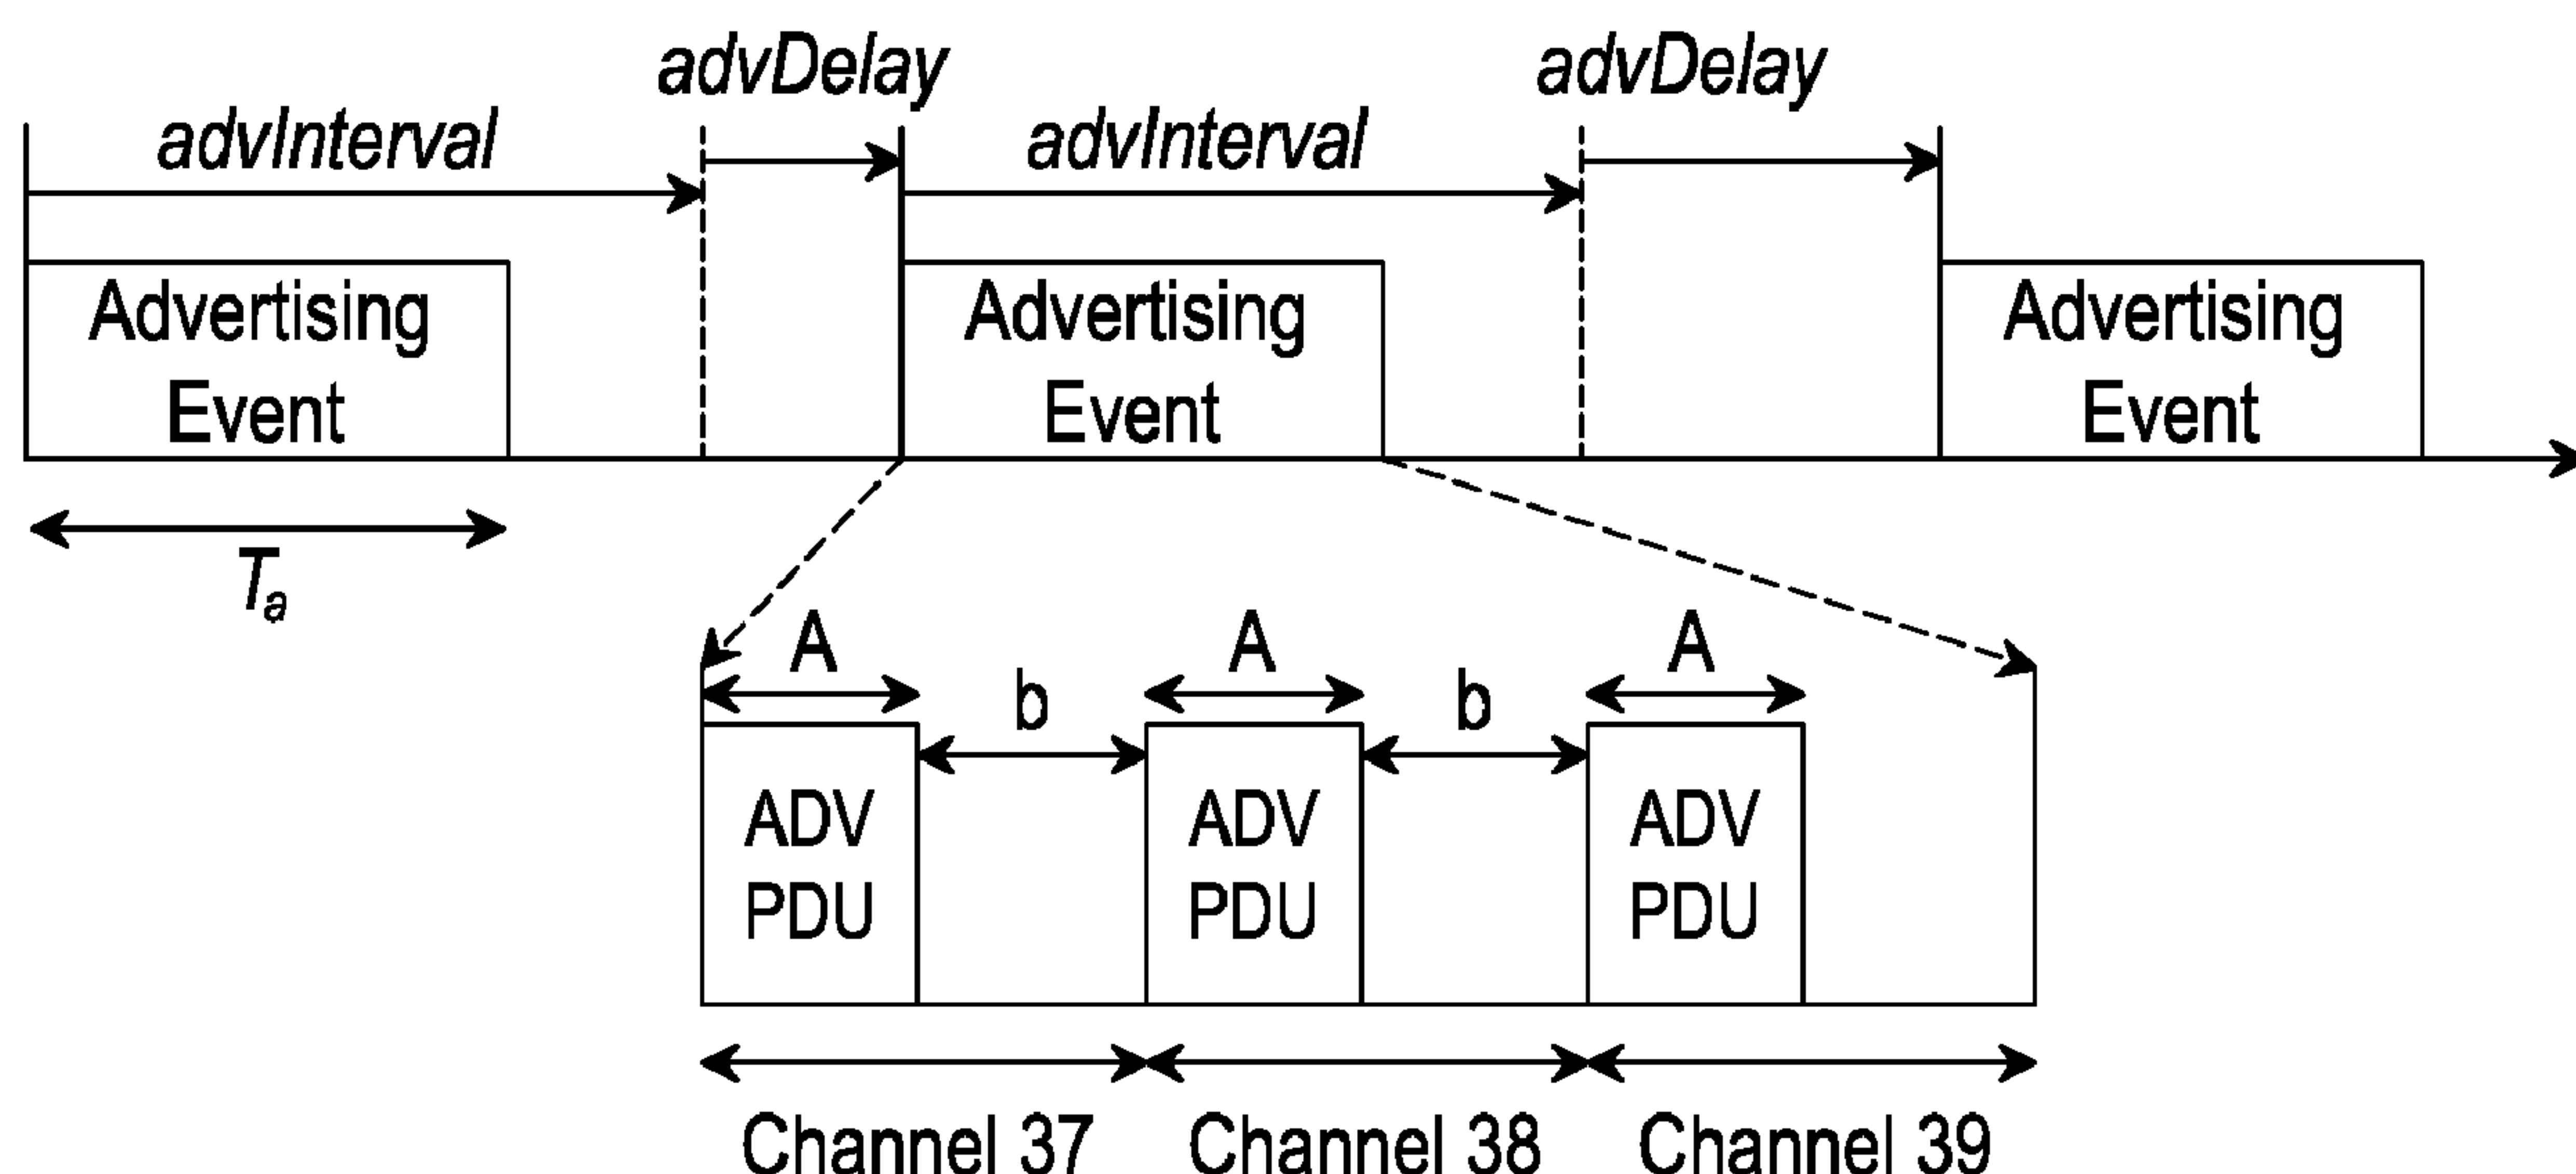 advDelay
advDelay
advInterval
advInterval
Advertising
Event
Advertising
Event
Advertising
Event
Ta
A
A
A
b
b
ADV
PDU
ADV
PDU
ADV
PDU
Channel 37
Channel 38
Channel 39